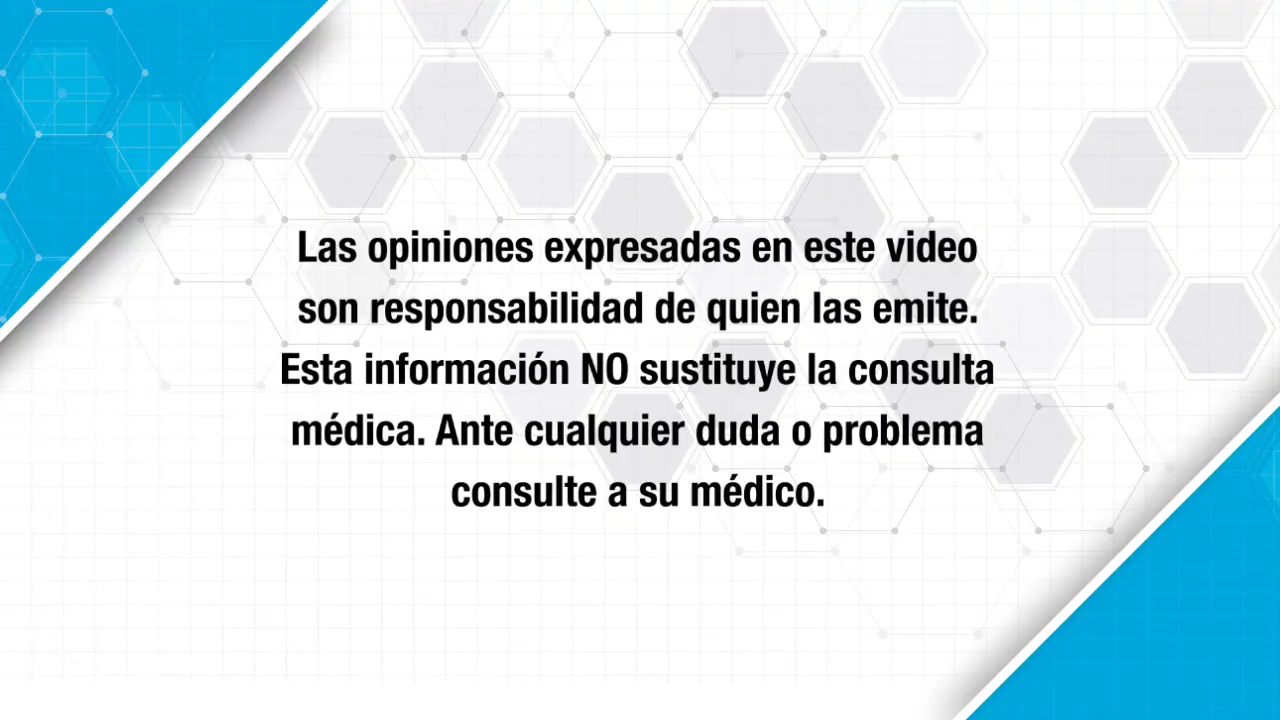 Las opiniones expresadas en este video
son responsabilidad de quien las emite.
Esta información NO sustituye la consulta
médica. Ante cualquier duda o problema
consulte a su médico.